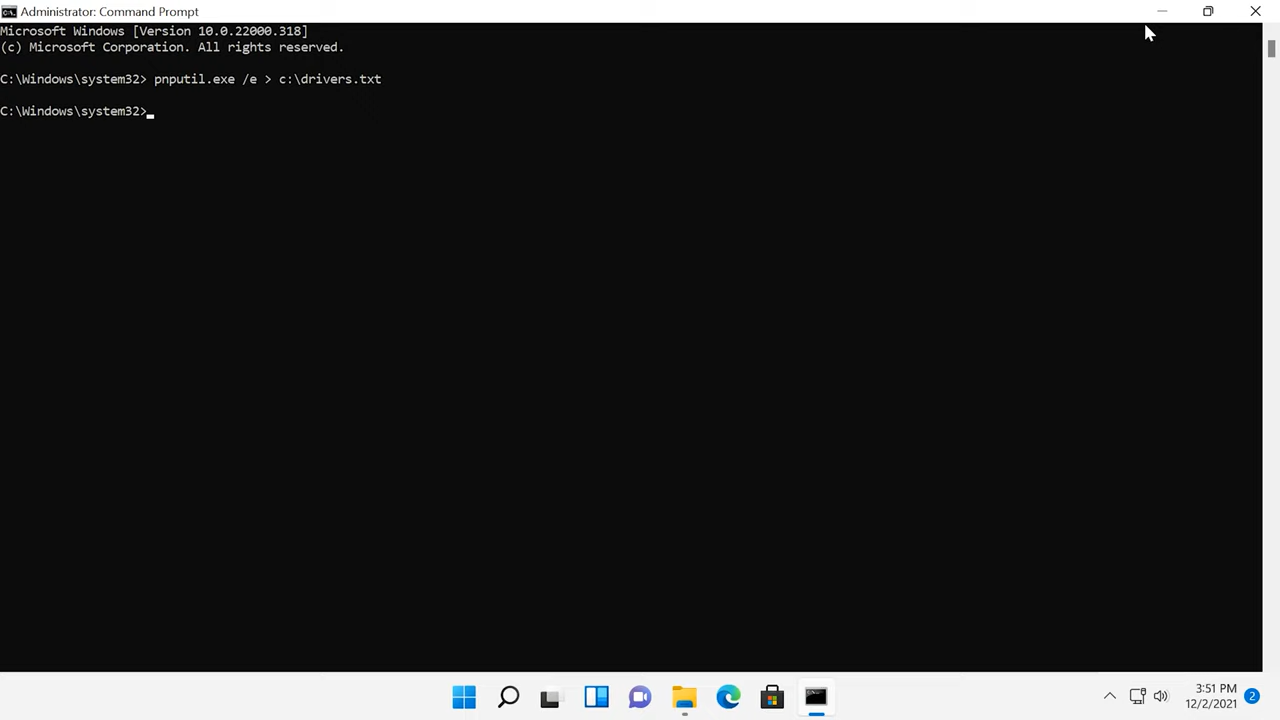 Administrator: Command Prompt
Microsoft Windows [Version 10.0.22000.318]
(c) Microsoft Corporation. All rights reserved.
C:\Windows\system32> pnputil.exe /e > c:\drivers.txt
C:\Windows\system32>
3:51 PM
12/2/2021
2